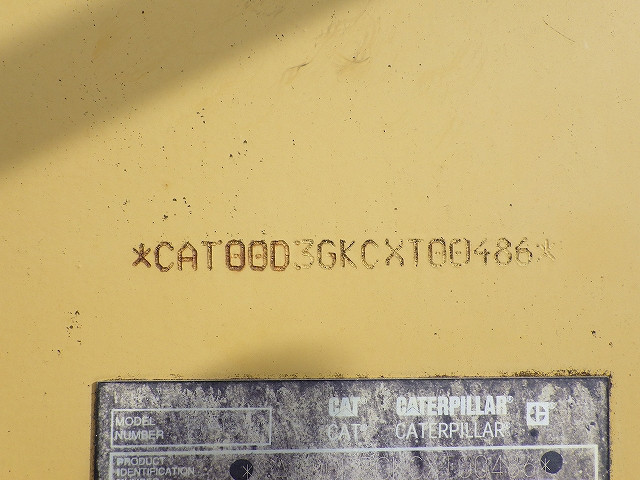 *CAT00D3GKCXT00486*
CAT® CATERPILLAR®
MODEL NUMBER
CAT® CATERPILLAR®
PRODUCT IDENTIFICATION